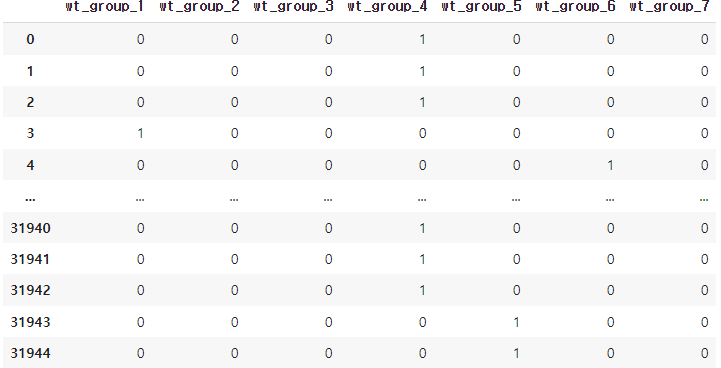 wt_group_1 wt_group_2 wt_group_3 wt_group_4 wt_group_5 wt_group_6 wt_group_7
0 0 0 0 1 0 0 0
1 0 0 0 1 0 0 0
2 0 0 0 1 0 0 0
3 1 0 0 0 0 0 0
4 0 0 0 0 0 1 0
... ... ... ... ... ... ... ...
31940 0 0 0 1 0 0 0
31941 0 0 0 1 0 0 0
31942 0 0 0 1 0 0 0
31943 0 0 0 0 1 0 0
31944 0 0 0 0 1 0 0